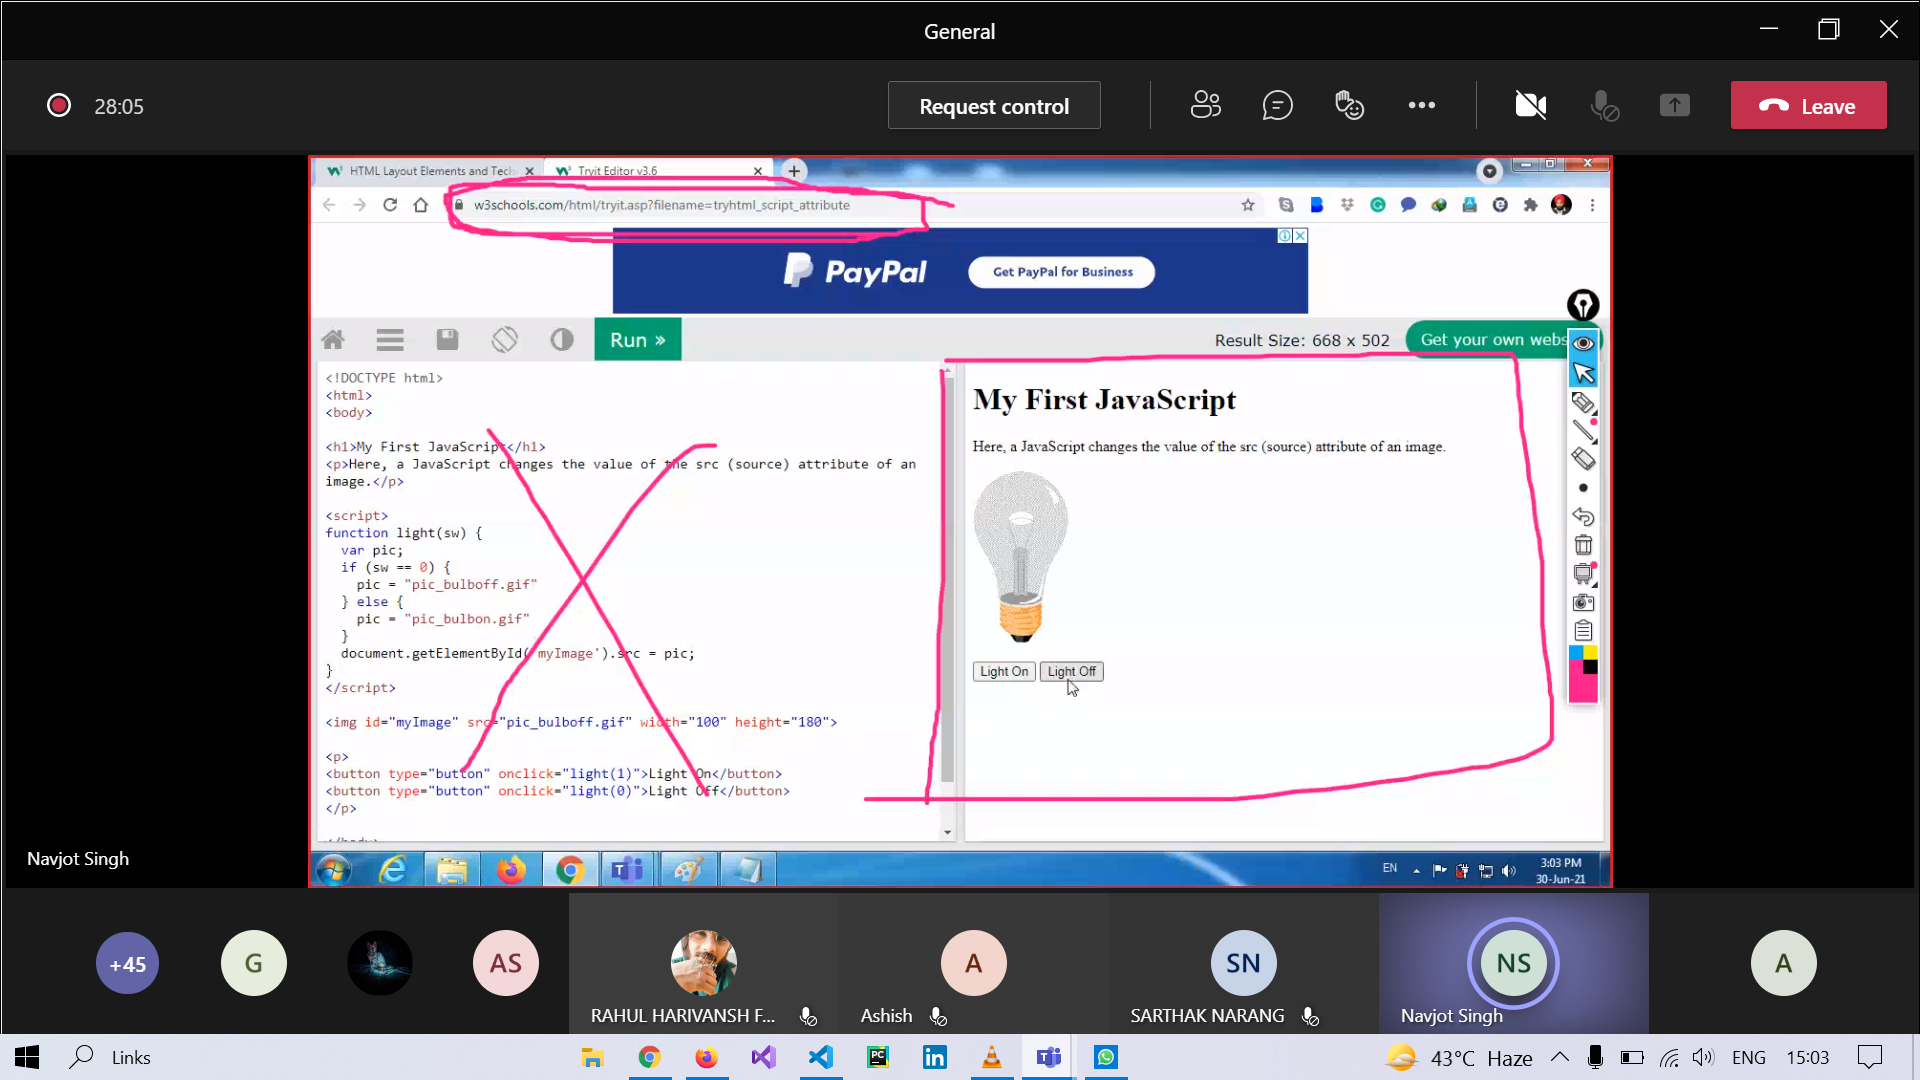 General
28:05
Request control
Leave
HTML Layout Elements and Tech
Tryit Editor v3.6
w3schools.com/html/tryit.asp?filename=tryhtml_script_attribute
PayPal
Get PayPal for Business
Run »
Result Size: 668 x 502
Get your own webs
<!DOCTYPE html>
<html>
<body>
<h1>My First JavaScript</h1>
<p>Here, a JavaScript changes the value of the src (source) attribute of an
image.</p>
<script>
function light(sw) {
var pic;
if (sw == 0) {
pic = "pic_bulboff.gif"
} else {
pic = "pic_bulbon.gif"
}
document.getElementById('myImage').src = pic;
}
</script>
<img id="myImage" src="pic_bulboff.gif" width="100" height="180">
<p>
<button type="button" onclick="light(1)">Light On</button>
<button type="button" onclick="light(0)">Light Off</button>
</p>
</body>
My First JavaScript
Here, a JavaScript changes the value of the src (source) attribute of an image.
Light On
Light Off
Navjot Singh
EN
3:03 PM
30-Jun-21
+45
G
AS
RAHUL HARIVANSH F...
A
Ashish
SN
SARTHAK NARANG
NS
Navjot Singh
A
Links
PC
43°C Haze
ENG
15:03